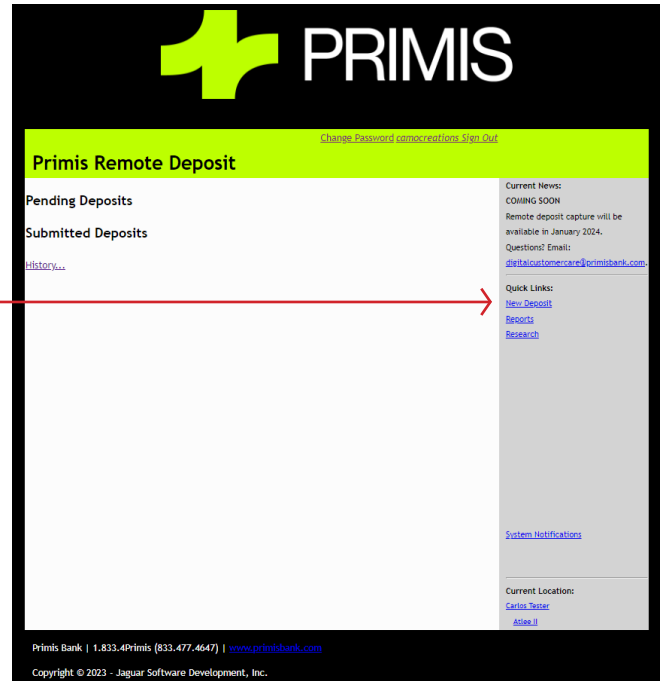 PRIMIS
Change Password camocreations Sign Out
Primis Remote Deposit
Pending Deposits
Submitted Deposits
History...
Current News:
COMING SOON
Remote deposit capture will be
available in January 2024.
Questions? Email:
digitalcustomercare@primisbank.com.
Quick Links:
New Deposit
Reports
Research
System Notifications
Current Location:
Carlos Tester
Atlee II
Primis Bank | 1.833.4Primis (833.477.4647) | www.primisbank.com
Copyright © 2023 - Jaguar Software Development, Inc.